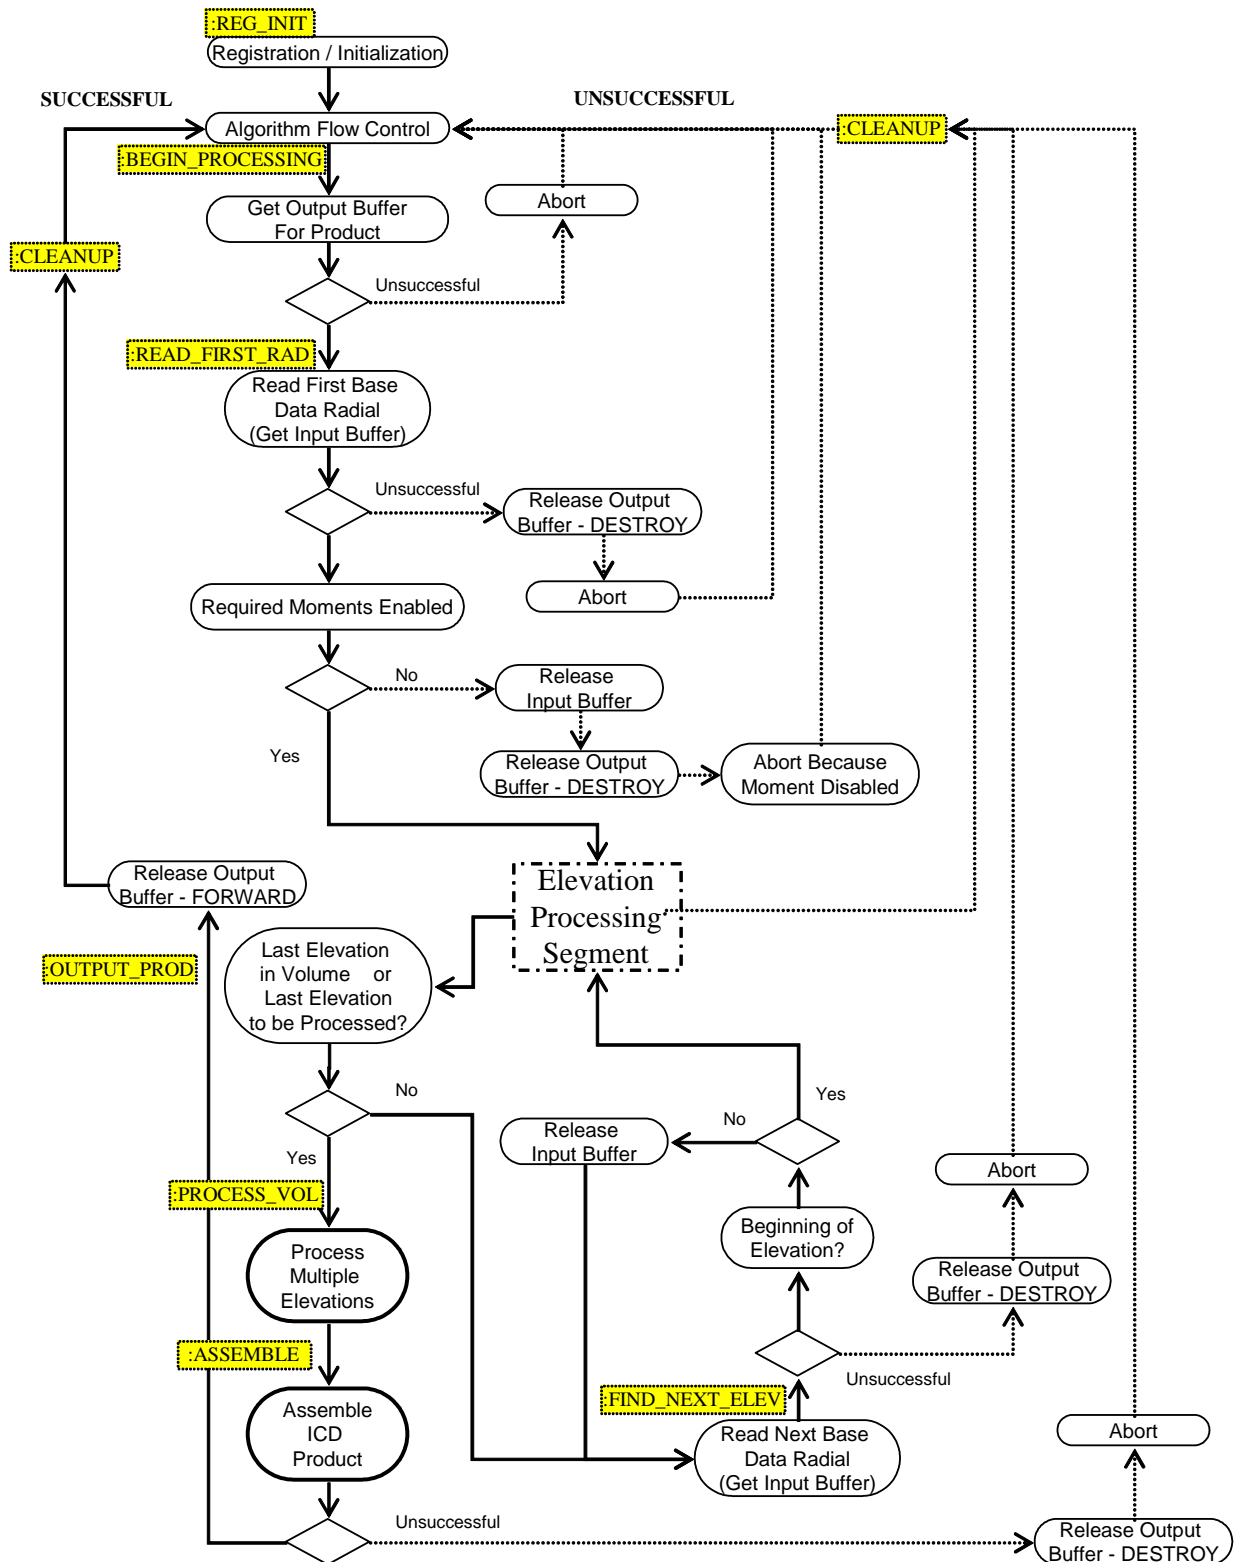 :REG_INIT
Registration / Initialization
SUCCESSFUL
UNSUCCESSFUL
Algorithm Flow Control
:CLEANUP
:BEGIN_PROCESSING
Get Output Buffer
For Product
Abort
:CLEANUP
Unsuccessful
:READ_FIRST_RAD
Read First Base
Data Radial
(Get Input Buffer)
Unsuccessful
Release Output
Buffer - DESTROY
Abort
Required Moments Enabled
No
Release
Input Buffer
Yes
Release Output
Buffer - DESTROY
Abort Because
Moment Disabled
Release Output
Buffer - FORWARD
Elevation
Processing
Segment
:OUTPUT_PROD
Last Elevation
in Volume or
Last Elevation
to be Processed?
No
Yes
No
Release
Input Buffer
Yes
Abort
:PROCESS_VOL
Process
Multiple
Elevations
Beginning of
Elevation?
Release Output
Buffer - DESTROY
:ASSEMBLE
Unsuccessful
:FIND_NEXT_ELEV
Assemble
ICD
Product
Read Next Base
Data Radial
(Get Input Buffer)
Abort
Unsuccessful
Release Output
Buffer - DESTROY